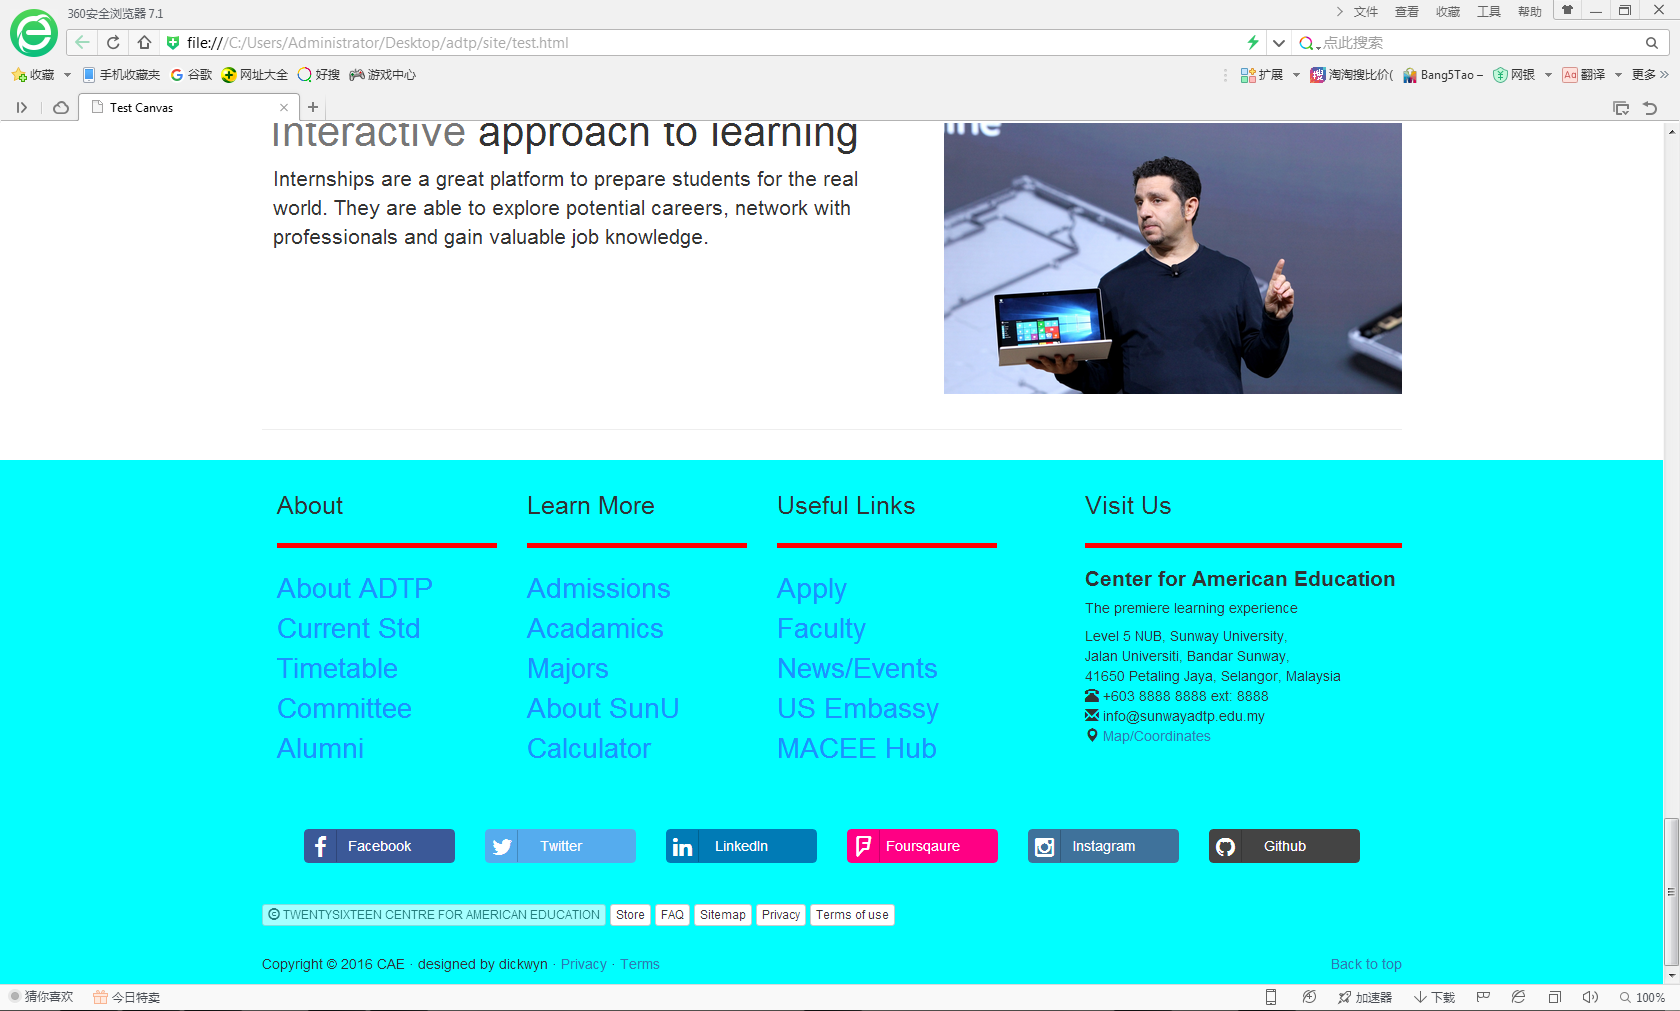 360安全浏览器 7.1
文件 查看 收藏 工具 帮助
file:///C:/Users/Administrator/Desktop/adtp/site/test.html
点此搜索
收藏 手机收藏夹 谷歌 网址大全 好搜 游戏中心
扩展 淘淘搜比价( Bang5Tao – 网银 翻译 更多 »
Test Canvas
Interactive approach to learning
Internships are a great platform to prepare students for the real
world. They are able to explore potential careers, network with
professionals and gain valuable job knowledge.
About
About ADTP
Current Std
Timetable
Committee
Alumni
Learn More
Admissions
Acadamics
Majors
About SunU
Calculator
Useful Links
Apply
Faculty
News/Events
US Embassy
MACEE Hub
Visit Us
Center for American Education
The premiere learning experience
Level 5 NUB, Sunway University,
Jalan Universiti, Bandar Sunway,
41650 Petaling Jaya, Selangor, Malaysia
+603 8888 8888 ext: 8888
info@sunwayadtp.edu.my
Map/Coordinates
Facebook Twitter LinkedIn Foursqaure Instagram Github
© TWENTYSIXTEEN CENTRE FOR AMERICAN EDUCATION Store FAQ Sitemap Privacy Terms of use
Copyright © 2016 CAE · designed by dickwyn · Privacy · Terms
Back to top
猜你喜欢 今日特卖
加速器 下载 100%